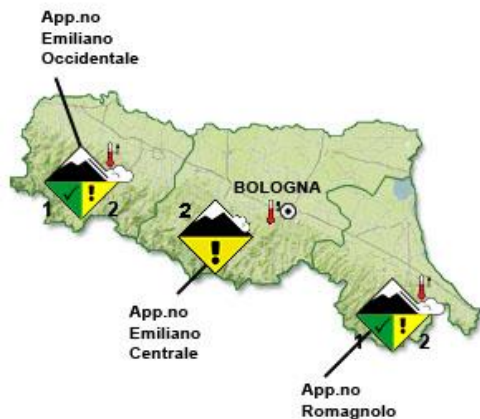 App.no
Emiliano
Occidentale
1
2
2
BOLOGNA
App.no
Emiliano
Centrale
1
2
App.no
Romagnolo